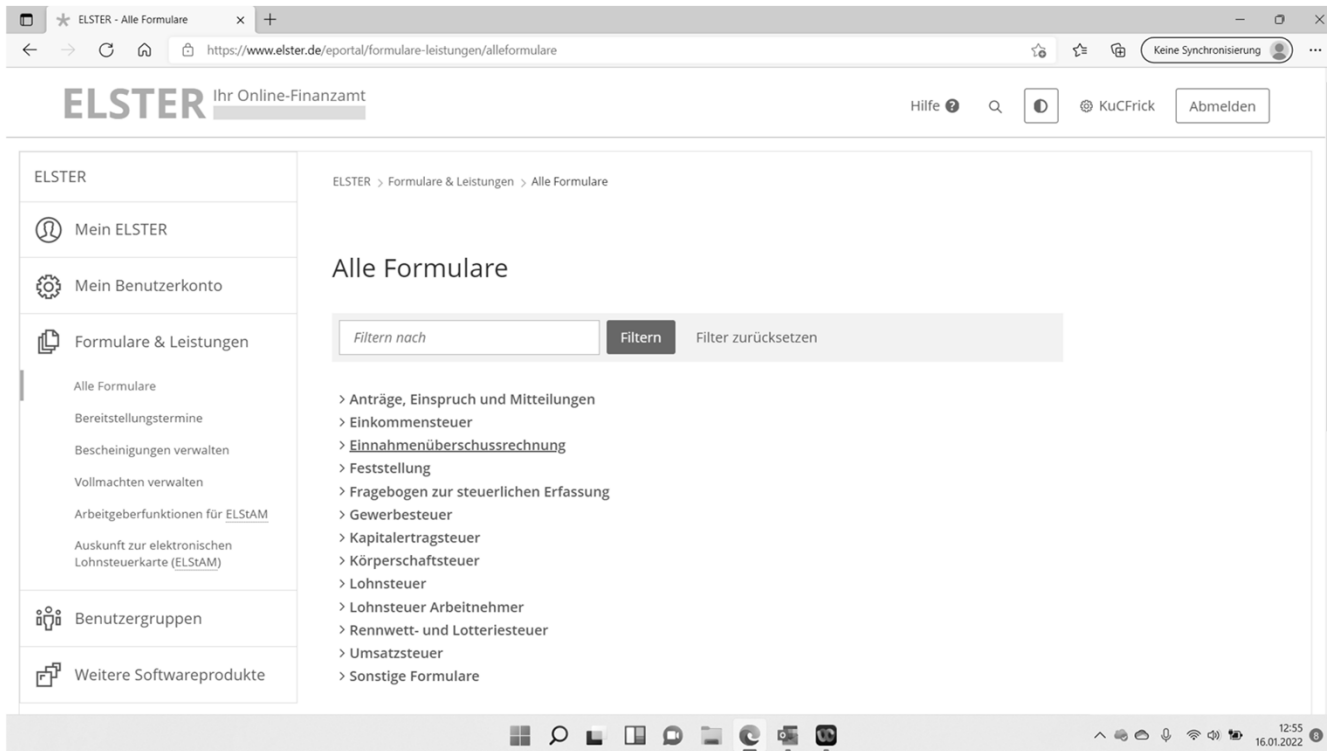 ELSTER - Alle Formulare
https://www.elster.de/eportal/formulare-leistungen/alleformulare
Keine Synchronisierung
ELSTER Ihr Online-Finanzamt
Hilfe
KuCFrick
Abmelden
ELSTER
Mein ELSTER
Mein Benutzerkonto
Formulare & Leistungen
Alle Formulare
Bereitstellungstermine
Bescheinigungen verwalten
Vollmachten verwalten
Arbeitgeberfunktionen für ELStAM
Auskunft zur elektronischen
Lohnsteuerkarte (ELStAM)
Benutzergruppen
Weitere Softwareprodukte
ELSTER > Formulare & Leistungen > Alle Formulare
Alle Formulare
Filtern nach
Filtern
Filter zurücksetzen
> Anträge, Einspruch und Mitteilungen
> Einkommensteuer
> Einnahmenüberschussrechnung
> Feststellung
> Fragebogen zur steuerlichen Erfassung
> Gewerbesteuer
> Kapitalertragsteuer
> Körperschaftsteuer
> Lohnsteuer
> Lohnsteuer Arbeitnehmer
> Rennwett- und Lotteriesteuer
> Umsatzsteuer
> Sonstige Formulare
12:55
16.01.2022
8